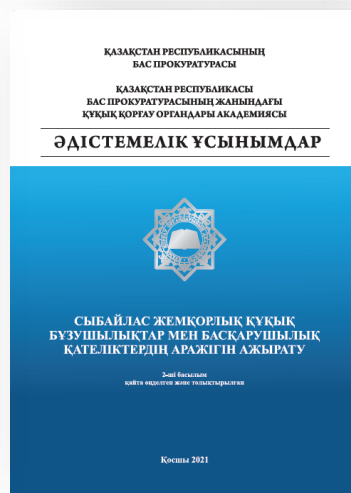 ҚАЗАҚСТАН РЕСПУБЛИКАСЫНЫҢ
БАС ПРОКУРАТУРАСЫ
ҚАЗАҚСТАН РЕСПУБЛИКАСЫ
БАС ПРОКУРАТУРАСЫНЫҢ ЖАНЫНДАҒЫ
ҚҰҚЫҚ ҚОРҒАУ ОРГАНДАРЫ АКАДЕМИЯСЫ
ӘДІСТЕМЕЛІК ҰСЫНЫМДАР
СЫБАЙЛАС ЖЕМҚОРЛЫҚ ҚҰҚЫҚ
БҰЗУШЫЛЫҚТАР МЕН БАСҚАРУШЫЛЫҚ
ҚАТЕЛІКТЕРДІҢ АРАЖІГІН АЖЫРАТУ
2-ші басылым
қайта өңделген және толықтырылған
Қосшы 2021